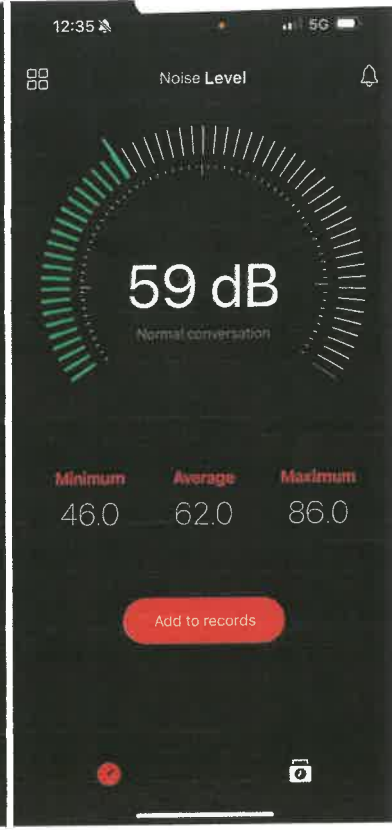 12:35 5G
Noise Level
59 dB
Normal conversation
Minimum Average Maximum
46.0 62.0 86.0
Add to records